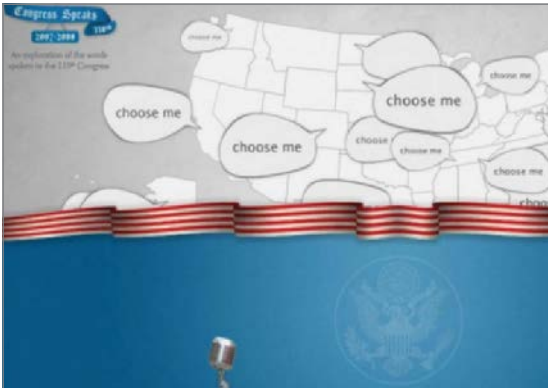 Congress Speaks
110th
2007-2008
An exploration of the words
spoken in the 110th Congress
choose me
choose me
choose me
choose me
choose me
choose
choose me
choose me
choo